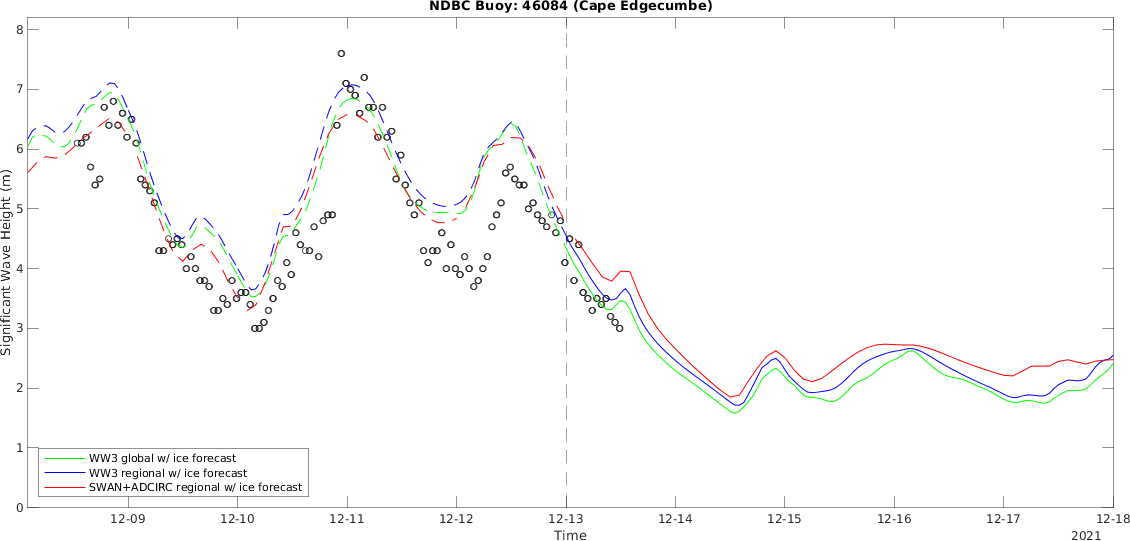 NDBC Buoy: 46084 (Cape Edgecumbe)
8
7
6
5
4
3
2
1
0
Significant Wave Height (m)
WW3 global w/ ice forecast
WW3 regional w/ ice forecast
SWAN+ADCIRC regional w/ ice forecast
12-09 12-10 12-11 12-12 12-13 12-14 12-15 12-16 12-17 12-18
Time
2021